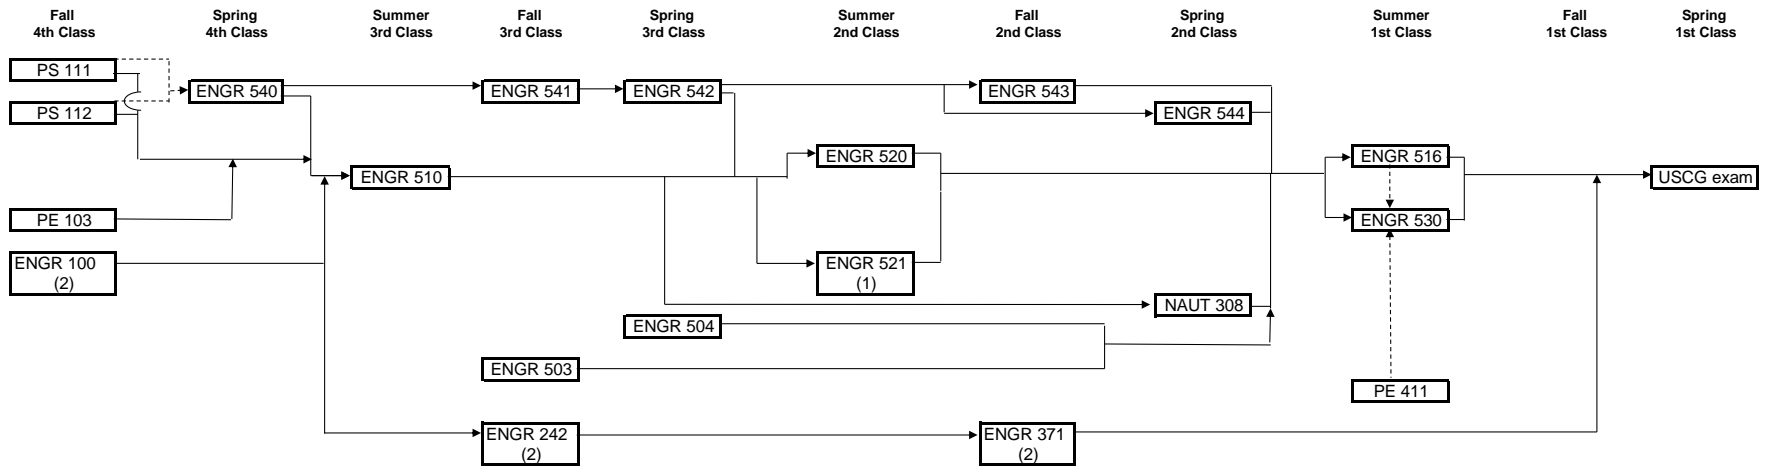 Fall
4th Class
Spring
4th Class
Summer
3rd Class
Fall
3rd Class
Spring
3rd Class
Summer
2nd Class
Fall
2nd Class
Spring
2nd Class
Summer
1st Class
Fall
1st Class
Spring
1st Class
PS 111
ENGR 540
ENGR 541
ENGR 542
ENGR 543
PS 112
ENGR 544
ENGR 510
ENGR 520
ENGR 516
USCG exam
PE 103
ENGR 530
ENGR 100
(2)
ENGR 521
(1)
NAUT 308
ENGR 504
ENGR 503
PE 411
ENGR 242
(2)
ENGR 371
(2)